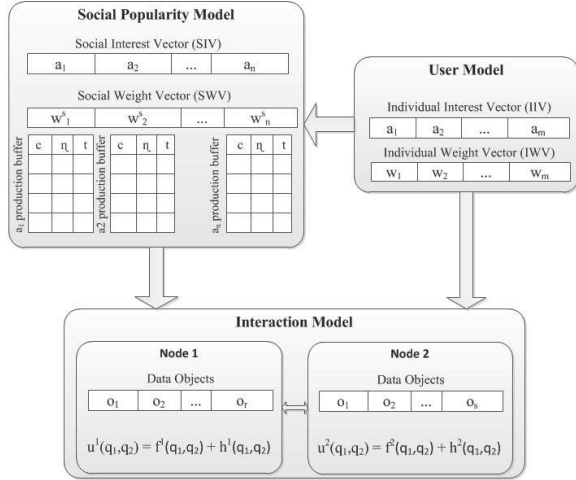 Social Popularity Model
Social Interest Vector (SIV)
a₁ a₂ ... aₙ
Social Weight Vector (SWV)
wˢ₁ wˢ₂ ... wˢₙ
a₁ production buffer
c η t
a2 production buffer
c η t
aₙ production buffer
c η t
User Model
Individual Interest Vector (IIV)
a₁ a₂ ... aₘ
Individual Weight Vector (IWV)
w₁ w₂ ... wₘ
Interaction Model
Node 1
Data Objects
o₁ o₂ ... oᵣ
u¹(q₁,q₂) = f¹(q₁,q₂) + h¹(q₁,q₂)
Node 2
Data Objects
o₁ o₂ ... oₛ
u²(q₁,q₂) = f²(q₁,q₂) + h²(q₁,q₂)